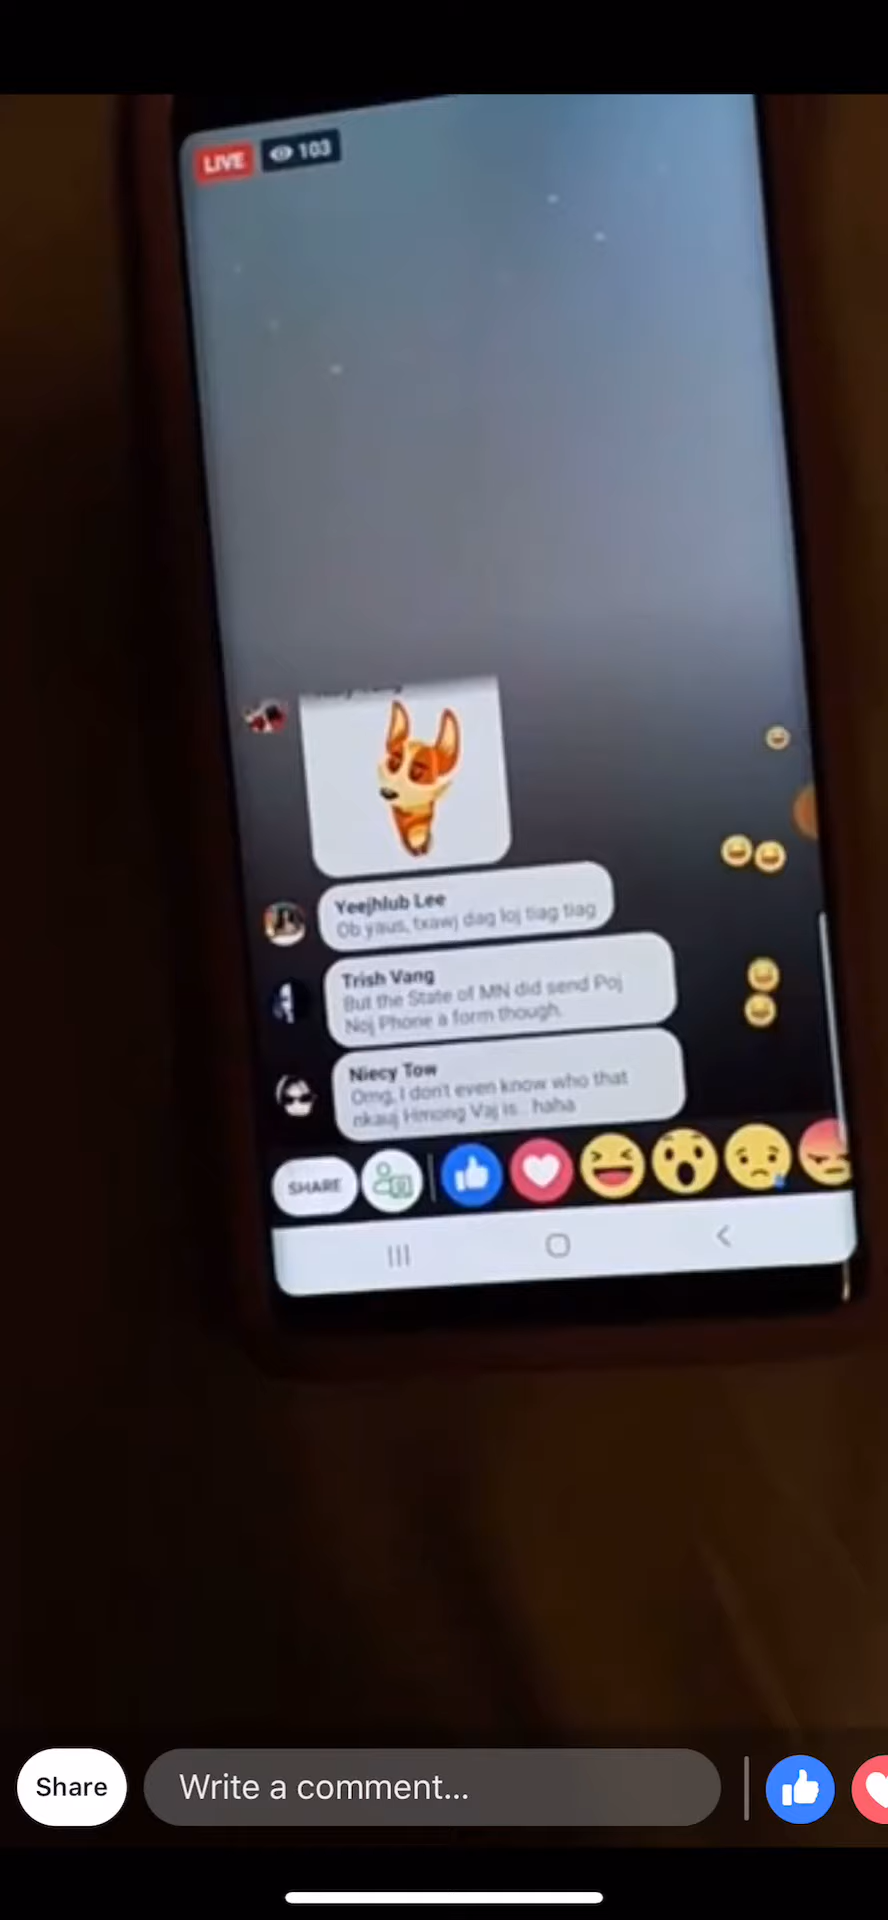 LIVE 103
Yeejhlub Lee
Ob yaus, txawj dag loj tiag tiag
Trish Vang
But the State of MN did send Poj
Noj Phone a form though.
Niecy Tow
Omg, I don't even know who that
nkauj Hmong Vaj is.. haha
SHARE
Share
Write a comment...